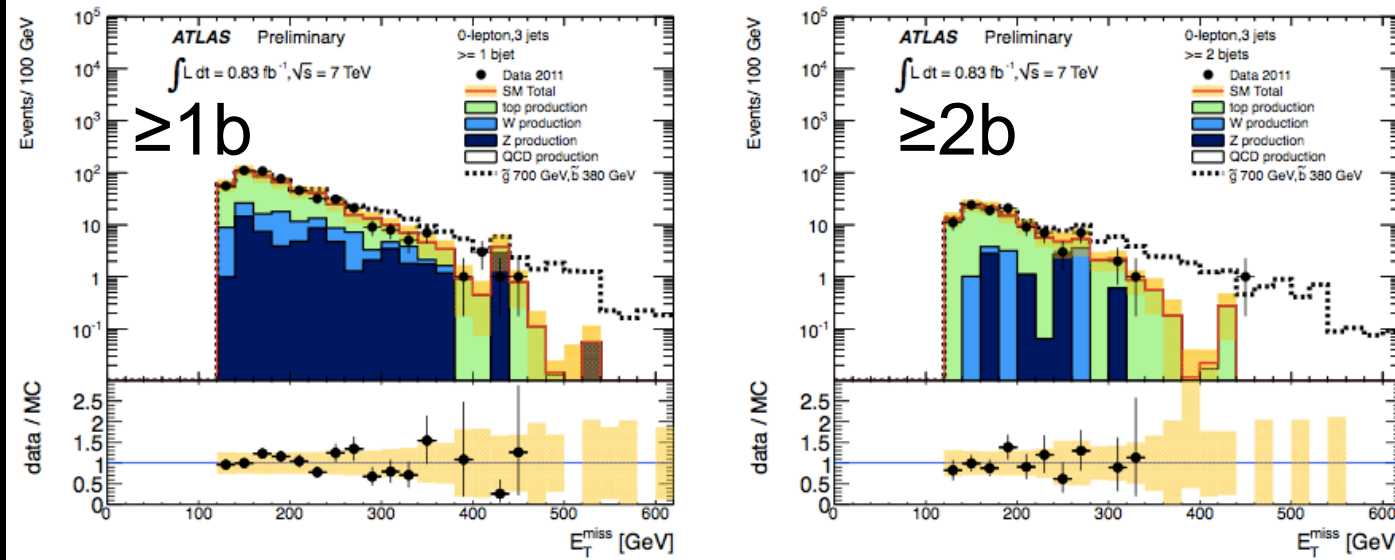 ATLAS Preliminary
∫L dt = 0.83 fb⁻¹,√s = 7 TeV
≥1b
0-lepton,3 jets
>= 1 bjet
Data 2011
SM Total
top production
W production
Z production
QCD production
g̃ 700 GeV,b̃ 380 GeV
Events/ 100 GeV
10⁵
10⁴
10³
10²
10
1
10⁻¹
data / MC
2.5
2
1.5
1
0.5
0
0 100 200 300 400 500 600
E_T^miss [GeV]
ATLAS Preliminary
∫L dt = 0.83 fb⁻¹,√s = 7 TeV
≥2b
0-lepton,3 jets
>= 2 bjets
Data 2011
SM Total
top production
W production
Z production
QCD production
g̃ 700 GeV,b̃ 380 GeV
Events/ 100 GeV
10⁵
10⁴
10³
10²
10
1
10⁻¹
data / MC
2.5
2
1.5
1
0.5
0
0 100 200 300 400 500 600
E_T^miss [GeV]